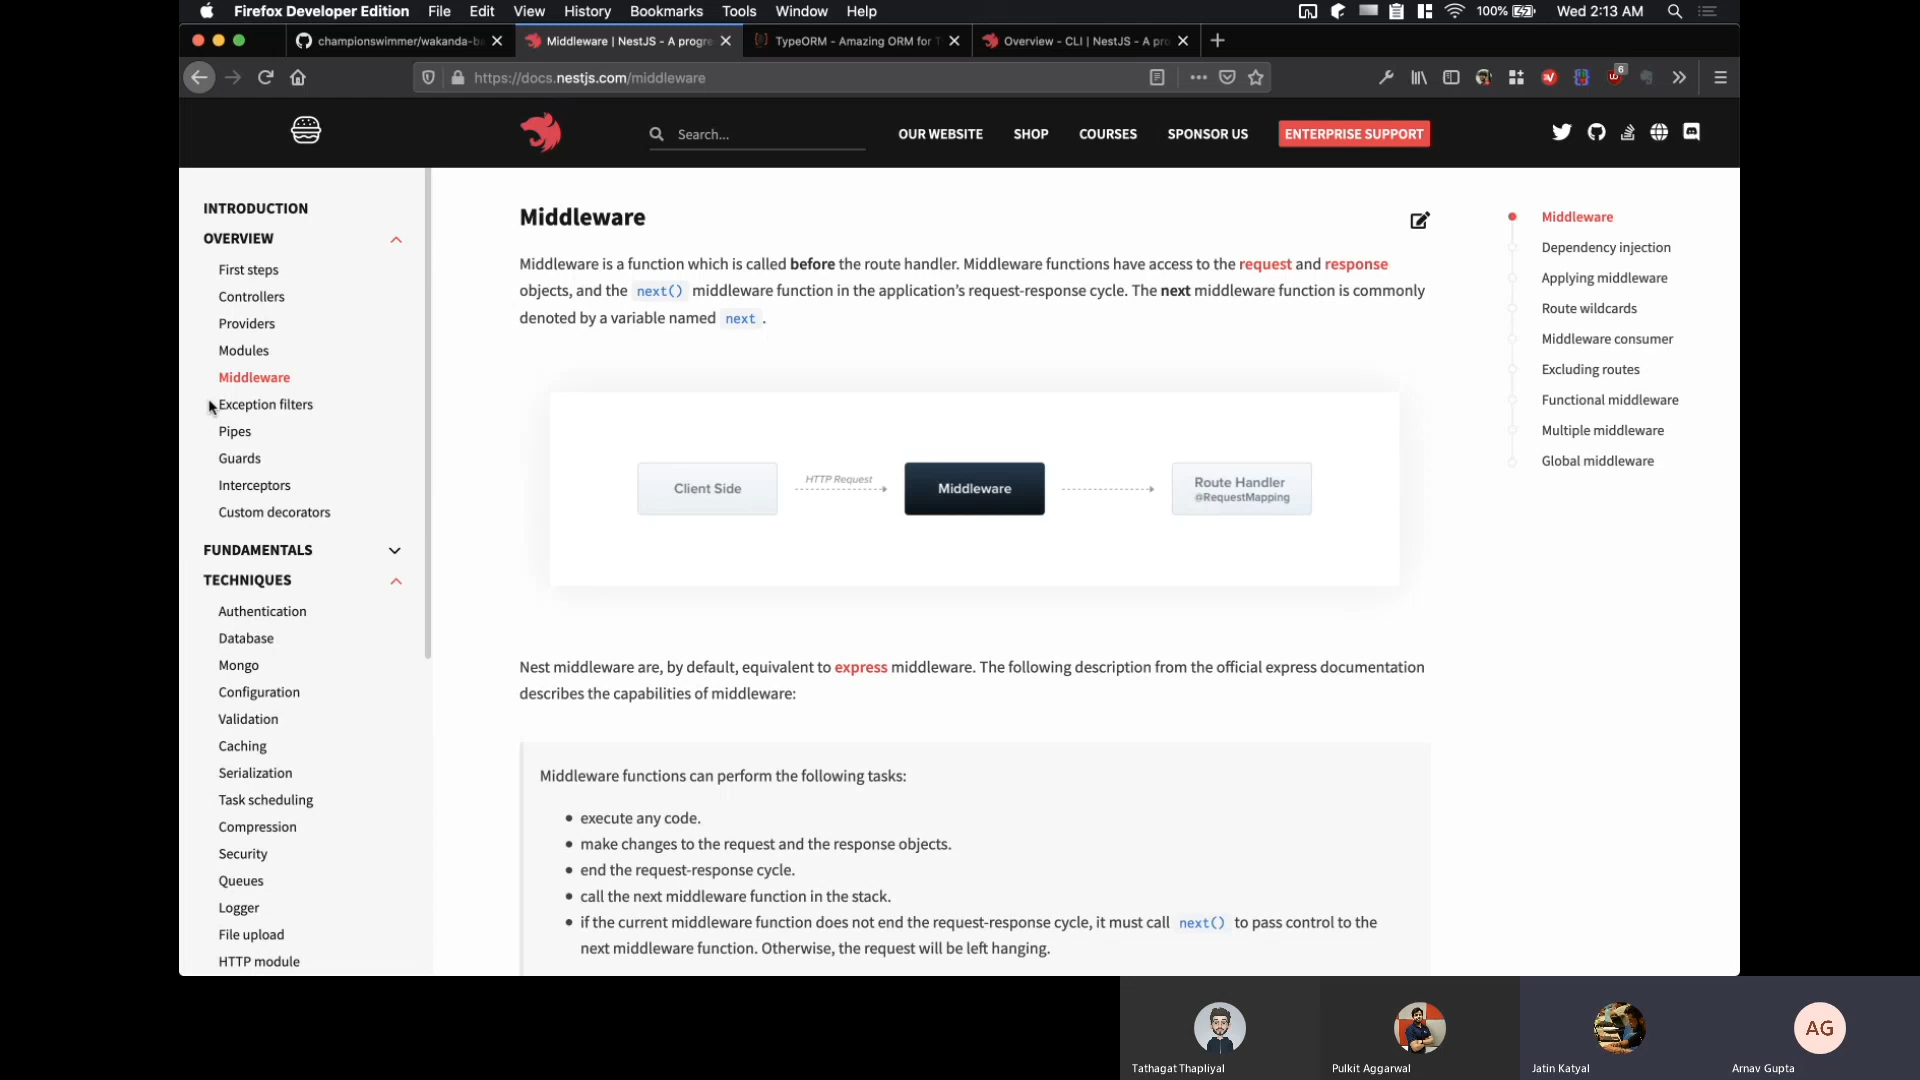 Firefox Developer Edition File Edit View History Bookmarks Tools Window Help 100% Wed 2:13 AM
championswimmer/wakanda-ba Middleware | NestJS - A progre TypeORM - Amazing ORM for T Overview - CLI | NestJS - A pro
https://docs.nestjs.com/middleware 6
Search... OUR WEBSITE SHOP COURSES SPONSOR US ENTERPRISE SUPPORT
INTRODUCTION
OVERVIEW
First steps
Controllers
Providers
Modules
Middleware
Exception filters
Pipes
Guards
Interceptors
Custom decorators
FUNDAMENTALS
TECHNIQUES
Authentication
Database
Mongo
Configuration
Validation
Caching
Serialization
Task scheduling
Compression
Security
Queues
Logger
File upload
HTTP module
Middleware
Middleware is a function which is called before the route handler. Middleware functions have access to the request and response
objects, and the next() middleware function in the application's request-response cycle. The next middleware function is commonly
denoted by a variable named next .
Client Side
HTTP Request
Middleware
Route Handler
@RequestMapping
Nest middleware are, by default, equivalent to express middleware. The following description from the official express documentation
describes the capabilities of middleware:
Middleware functions can perform the following tasks:
• execute any code.
• make changes to the request and the response objects.
• end the request-response cycle.
• call the next middleware function in the stack.
• if the current middleware function does not end the request-response cycle, it must call next() to pass control to the
next middleware function. Otherwise, the request will be left hanging.
Middleware
Dependency injection
Applying middleware
Route wildcards
Middleware consumer
Excluding routes
Functional middleware
Multiple middleware
Global middleware
AG
Tathagat Thapliyal Pulkit Aggarwal Jatin Katyal Arnav Gupta